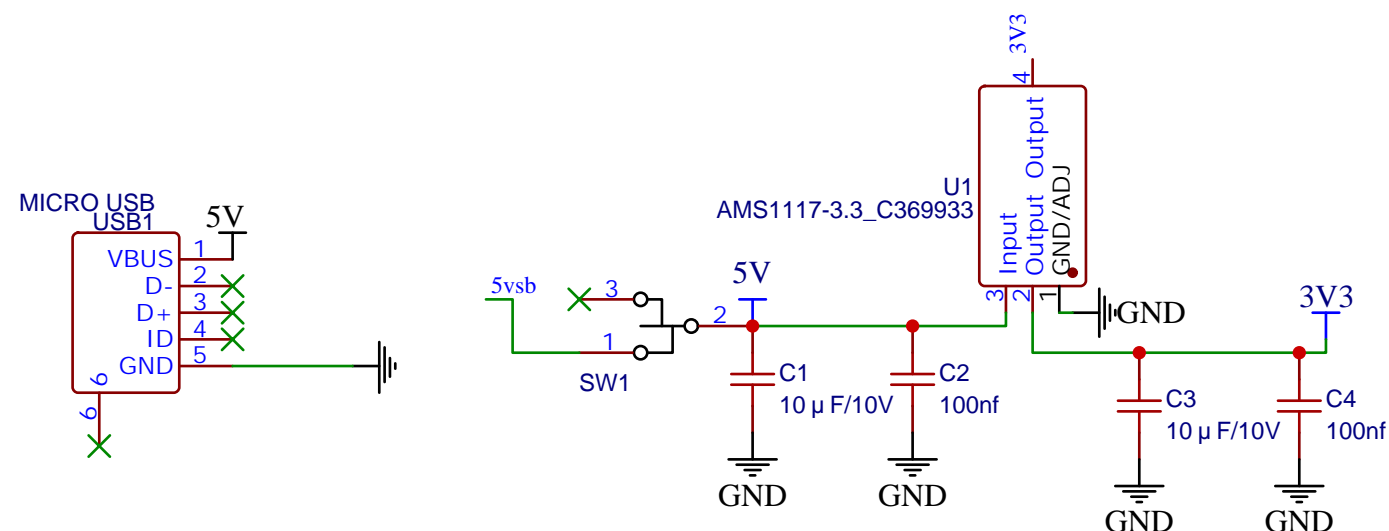 MICRO USB
USB1
5V
VBUS 1
D- 2
D+ 3
ID 4
GND 5
6
6
5vsb
3
1
2
SW1
5V
C1
10 µ F/10V
GND
C2
100nf
GND
3V3
4
U1
AMS1117-3.3_C369933
Input
Output Output
GND/ADJ
3
2
1
GND
3V3
C3
10 µ F/10V
GND
C4
100nf
GND